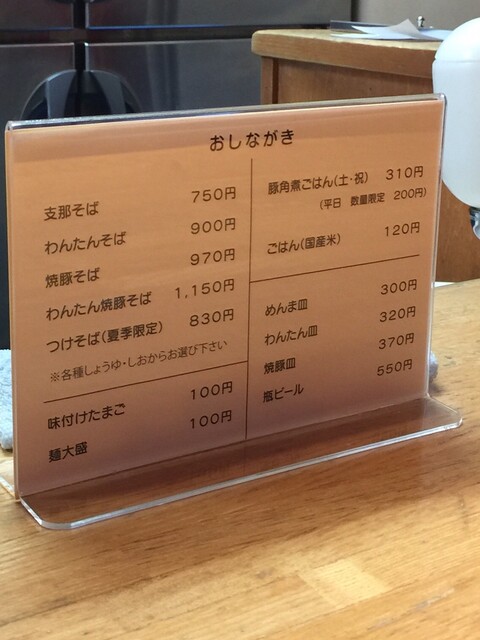 おしながき
支那そば 750円
わんたんそば 900円
焼豚そば 970円
わんたん焼豚そば 1,150円
つけそば(夏季限定) 830円
※各種しょうゆ・しおからお選び下さい
味付けたまご 100円
麺大盛 100円
豚角煮ごはん(土・祝) 310円
(平日 数量限定 200円)
ごはん(国産米) 120円
めんま皿 300円
わんたん皿 320円
焼豚皿 370円
瓶ビール 550円